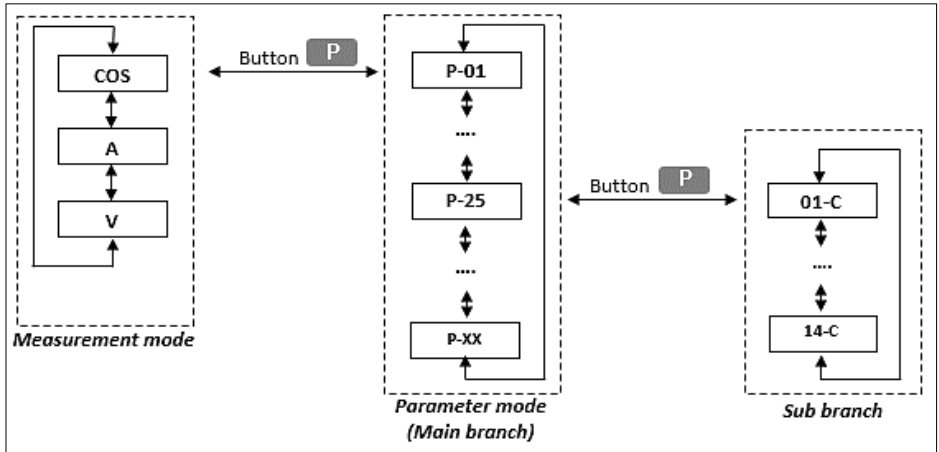 Button P
COS
A
V
Measurement mode
P-01
....
P-25
....
P-XX
Parameter mode
(Main branch)
Button P
01-C
....
14-C
Sub branch